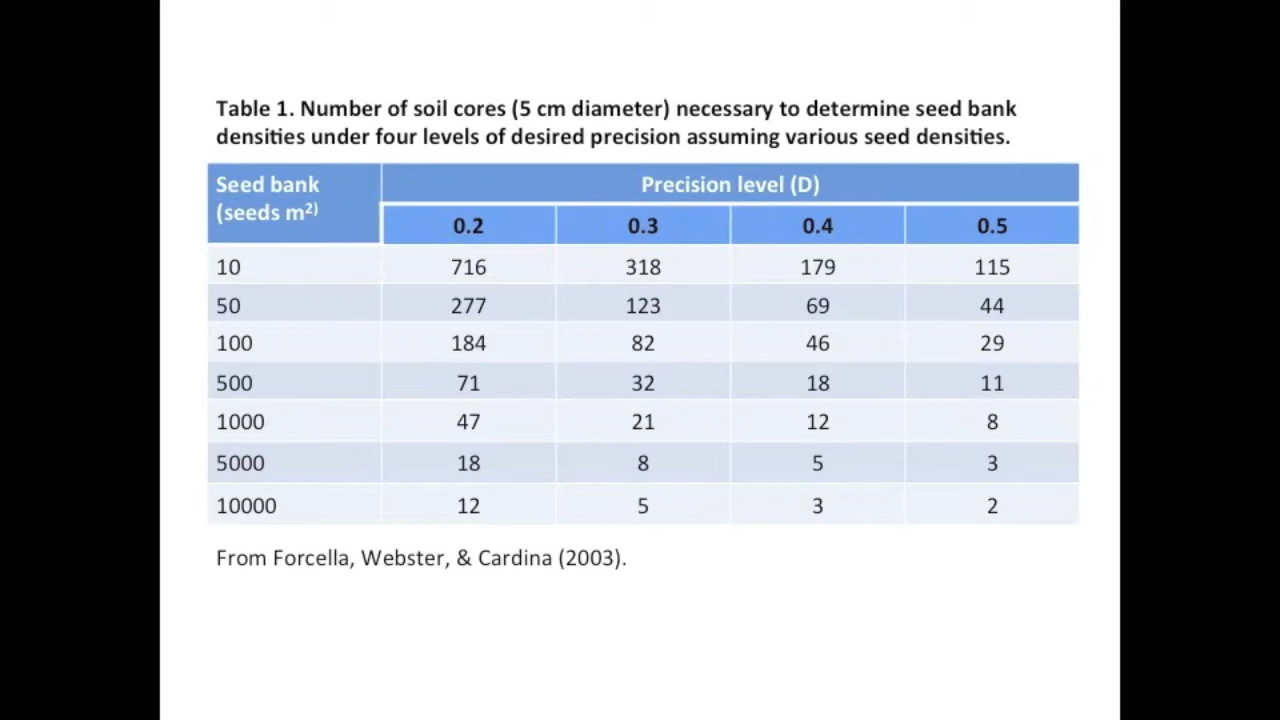 Table 1. Number of soil cores (5 cm diameter) necessary to determine seed bank
densities under four levels of desired precision assuming various seed densities.
Seed bank Precision level (D)
(seeds m²⁾
0.2 0.3 0.4 0.5
10 716 318 179 115
50 277 123 69 44
100 184 82 46 29
500 71 32 18 11
1000 47 21 12 8
5000 18 8 5 3
10000 12 5 3 2
From Forcella, Webster, & Cardina (2003).